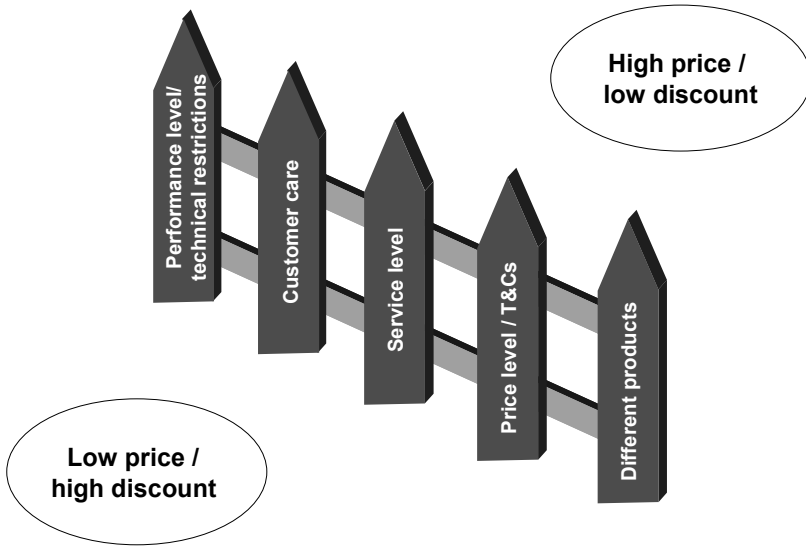 High price /
low discount
Performance level/
technical restrictions
Customer care
Service level
Price level / T&Cs
Different products
Low price /
high discount